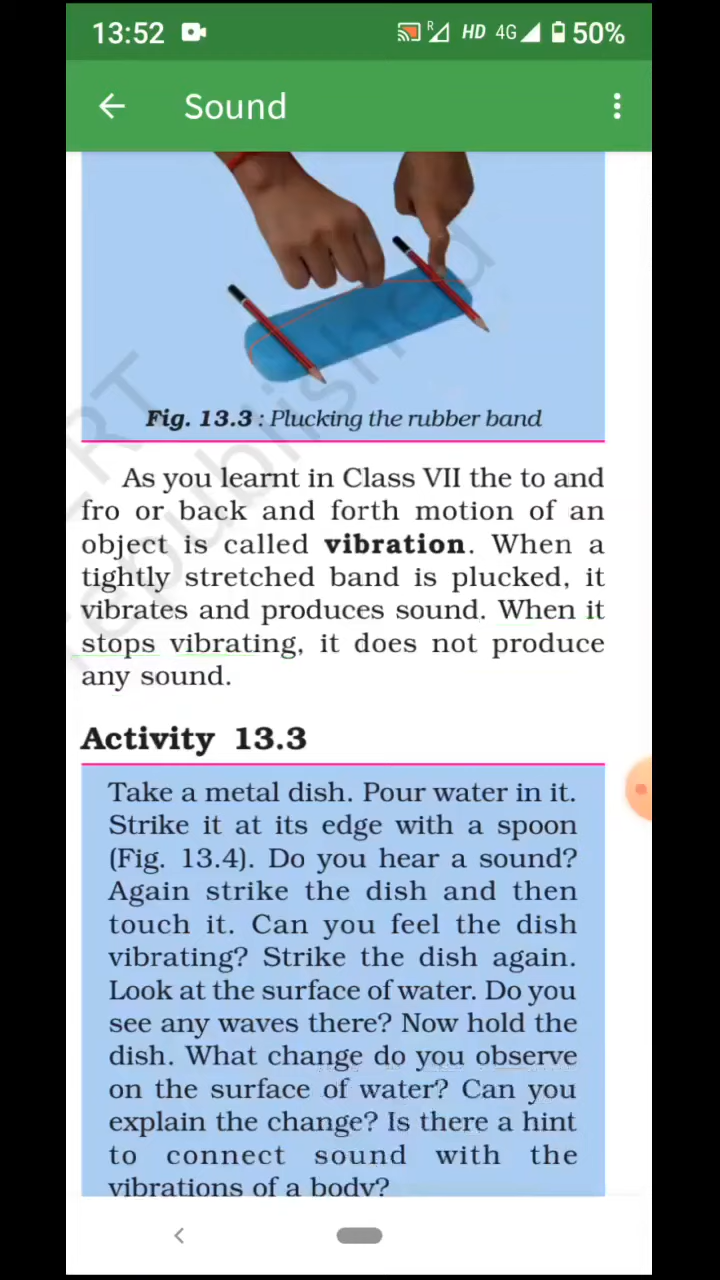 13:52 R HD 4G 50%
Sound
Fig. 13.3 : Plucking the rubber band
As you learnt in Class VII the to and
fro or back and forth motion of an
object is called vibration. When a
tightly stretched band is plucked, it
vibrates and produces sound. When it
stops vibrating, it does not produce
any sound.
Activity 13.3
Take a metal dish. Pour water in it.
Strike it at its edge with a spoon
(Fig. 13.4). Do you hear a sound?
Again strike the dish and then
touch it. Can you feel the dish
vibrating? Strike the dish again.
Look at the surface of water. Do you
see any waves there? Now hold the
dish. What change do you observe
on the surface of water? Can you
explain the change? Is there a hint
to connect sound with the
vibrations of a body?